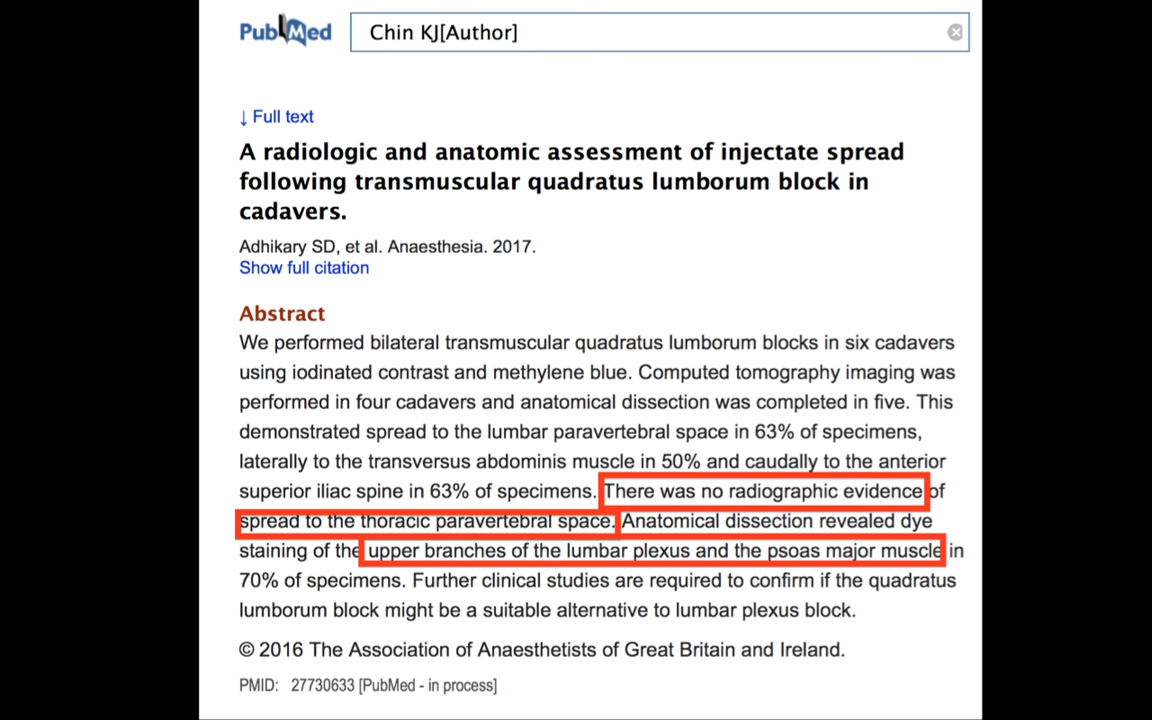 PubMed
Chin KJ[Author]
↓ Full text
A radiologic and anatomic assessment of injectate spread
following transmuscular quadratus lumborum block in
cadavers.
Adhikary SD, et al. Anaesthesia. 2017.
Show full citation
Abstract
We performed bilateral transmuscular quadratus lumborum blocks in six cadavers
using iodinated contrast and methylene blue. Computed tomography imaging was
performed in four cadavers and anatomical dissection was completed in five. This
demonstrated spread to the lumbar paravertebral space in 63% of specimens,
laterally to the transversus abdominis muscle in 50% and caudally to the anterior
superior iliac spine in 63% of specimens. There was no radiographic evidence of
spread to the thoracic paravertebral space. Anatomical dissection revealed dye
staining of the upper branches of the lumbar plexus and the psoas major muscle in
70% of specimens. Further clinical studies are required to confirm if the quadratus
lumborum block might be a suitable alternative to lumbar plexus block.
© 2016 The Association of Anaesthetists of Great Britain and Ireland.
PMID: 27730633 [PubMed - in process]